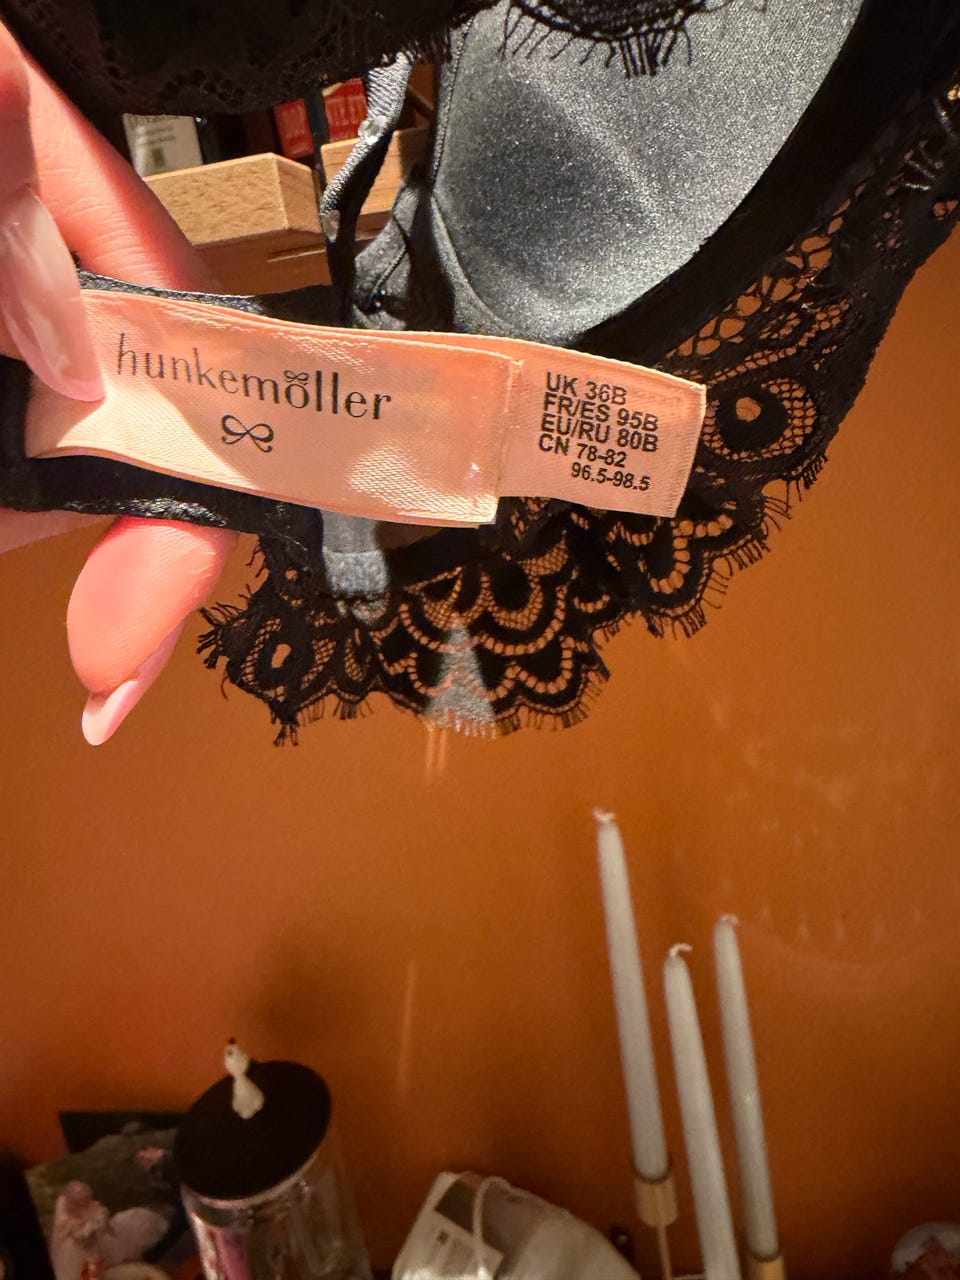 hunkemöller
UK 36B
FR/ES 95B
EU/RU 80B
CN 78-82
96.5-98.5